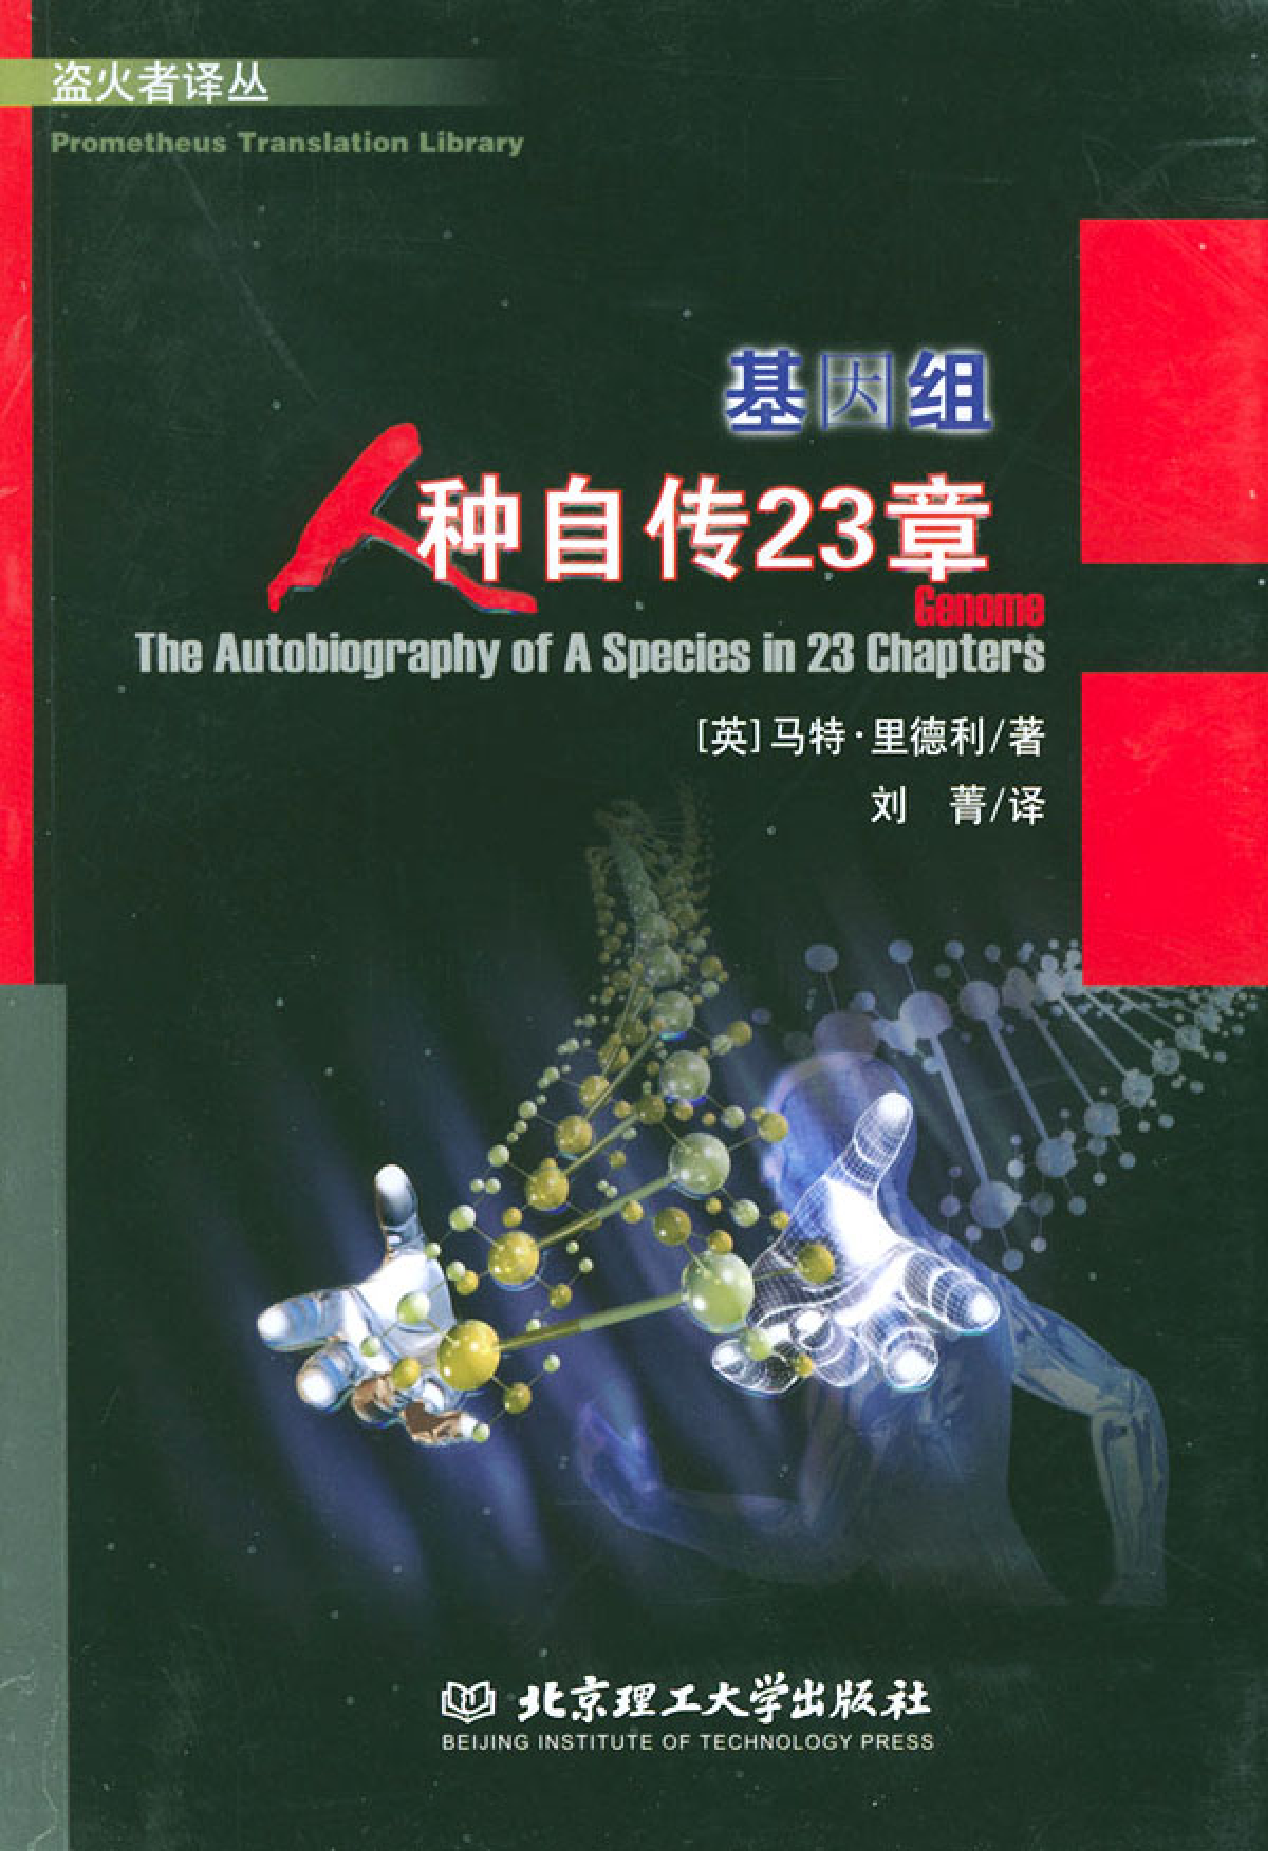 盗火者译丛
Prometheus Translation Library
基因组
人种自传23章
Genome
The Autobiography of A Species in 23 Chapters
[英]马特·里德利/著
刘 菁/译
北京理工大学出版社
BEIJING INSTITUTE OF TECHNOLOGY PRESS